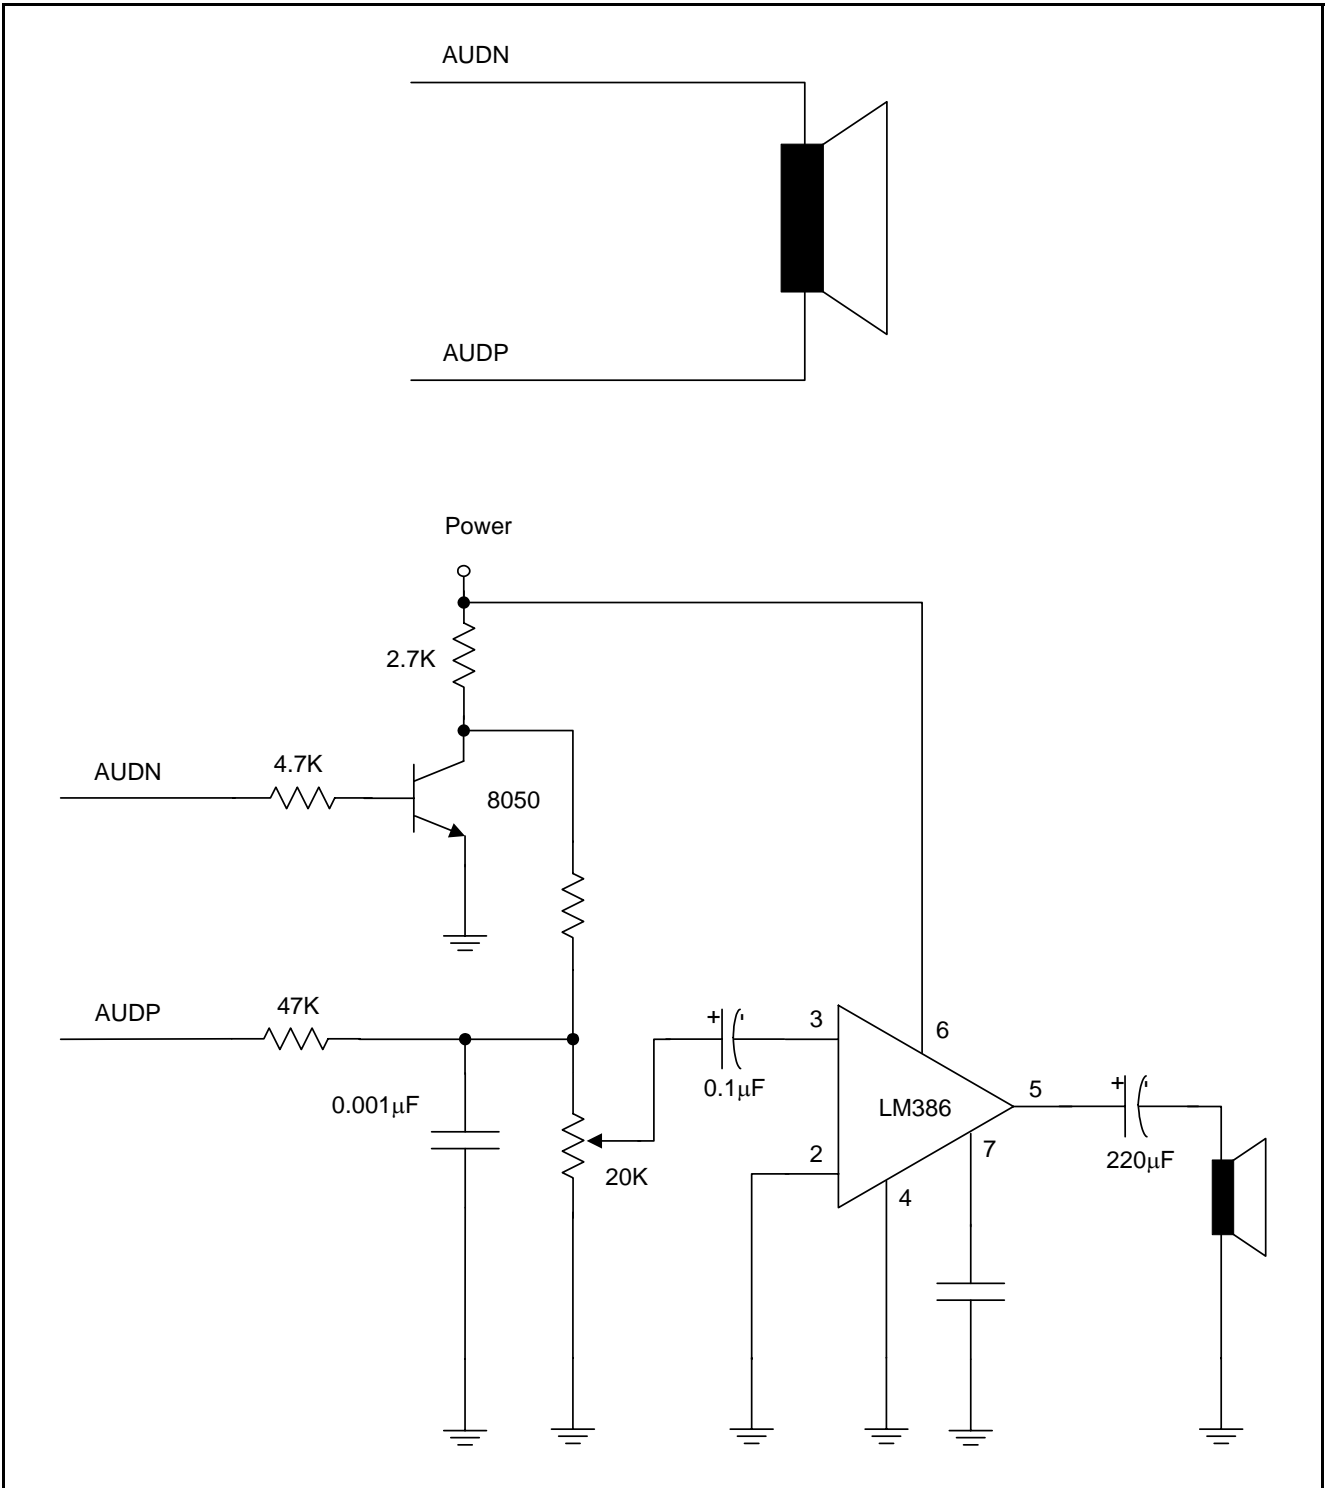 AUDN
AUDP
Power
2.7K
AUDN
4.7K
8050
AUDP
47K
0.001µF
20K
+
0.1µF
3
2
6
LM386
4
7
5
+
220µF